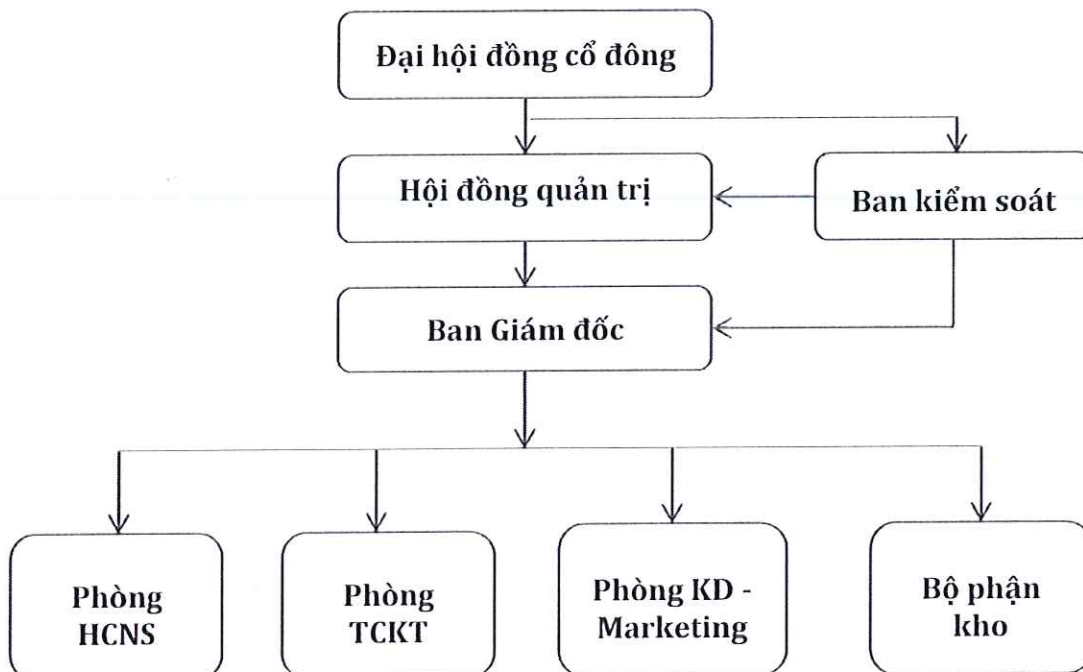 Đại hội đồng cổ đông
Hội đồng quản trị
Ban kiểm soát
Ban Giám đốc
Phòng
HCNS
Phòng
TCKT
Phòng KD -
Marketing
Bộ phận
kho